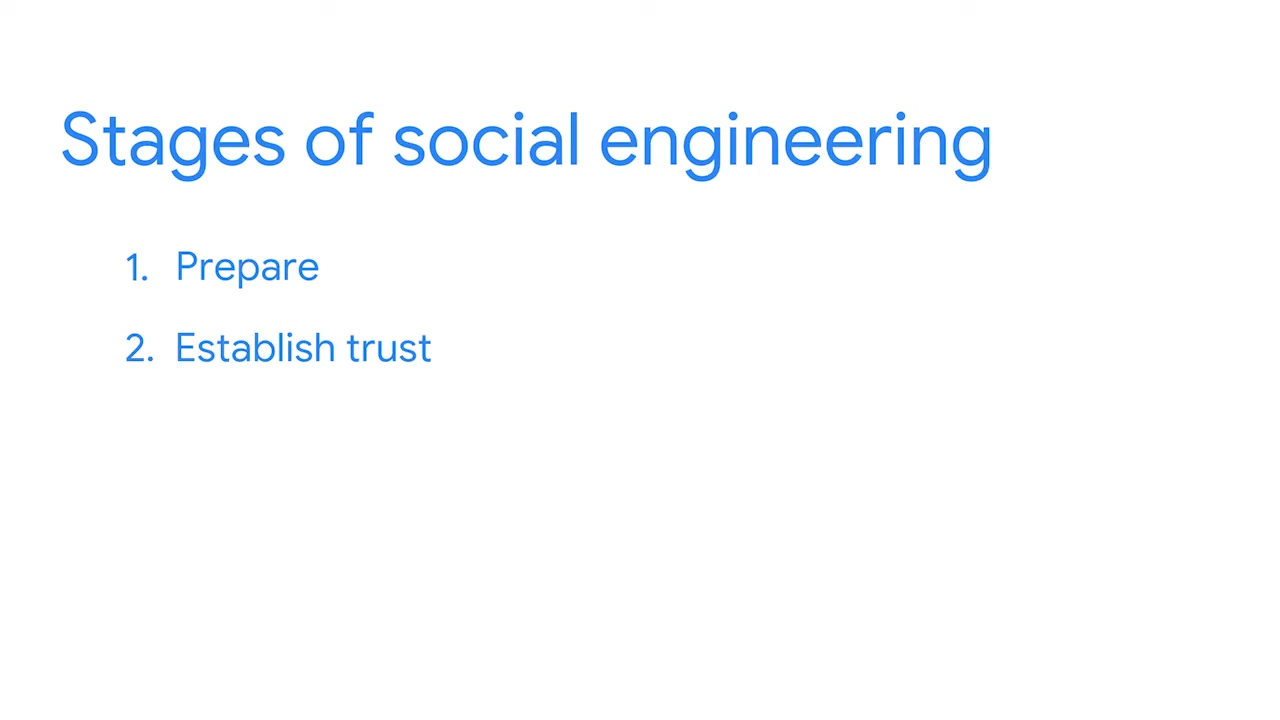 Stages of social engineering
1. Prepare
2. Establish trust